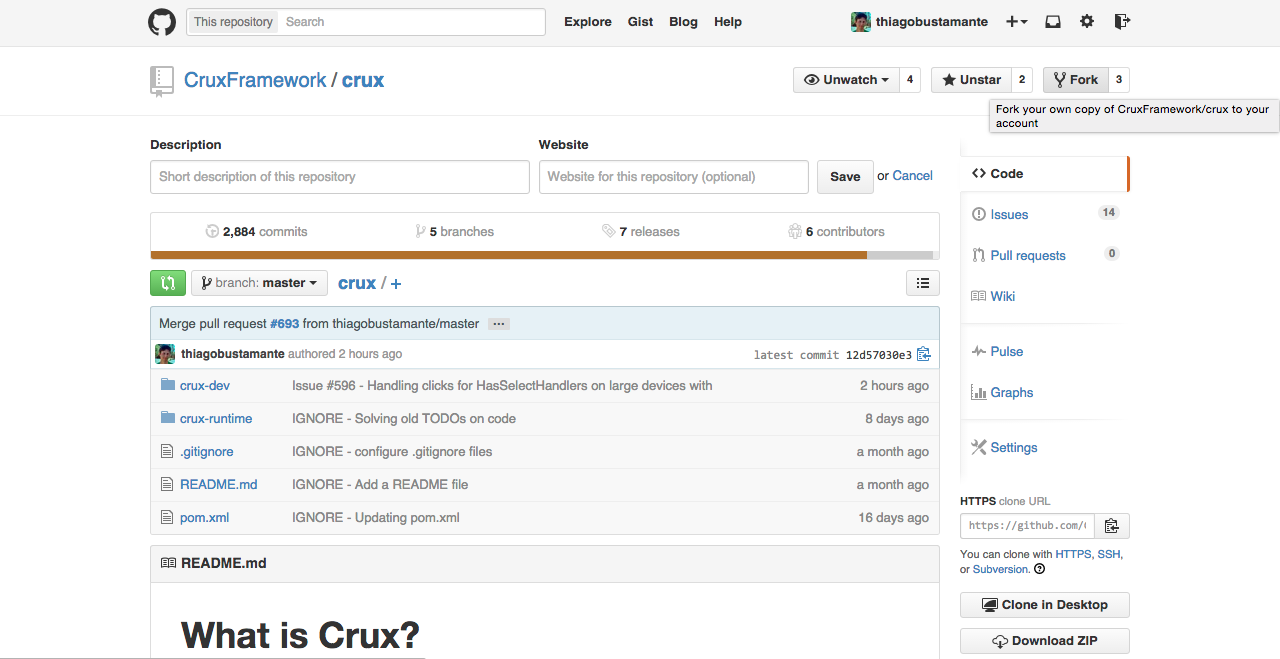 This repository Search Explore Gist Blog Help thiagobustamante
CruxFramework / crux Unwatch 4 Unstar 2 Fork 3
Fork your own copy of CruxFramework/crux to your
account
Description Website
Short description of this repository Website for this repository (optional) Save or Cancel
2,884 commits 5 branches 7 releases 6 contributors
branch: master crux / +
Merge pull request #693 from thiagobustamante/master ...
thiagobustamante authored 2 hours ago latest commit 12d57030e3
crux-dev Issue #596 - Handling clicks for HasSelectHandlers on large devices with 2 hours ago
crux-runtime IGNORE - Solving old TODOs on code 8 days ago
.gitignore IGNORE - configure .gitignore files a month ago
README.md IGNORE - Add a README file a month ago
pom.xml IGNORE - Updating pom.xml 16 days ago
README.md
What is Crux?
Code
Issues 14
Pull requests 0
Wiki
Pulse
Graphs
Settings
HTTPS clone URL
https://github.com/
You can clone with HTTPS, SSH,
or Subversion.
Clone in Desktop
Download ZIP